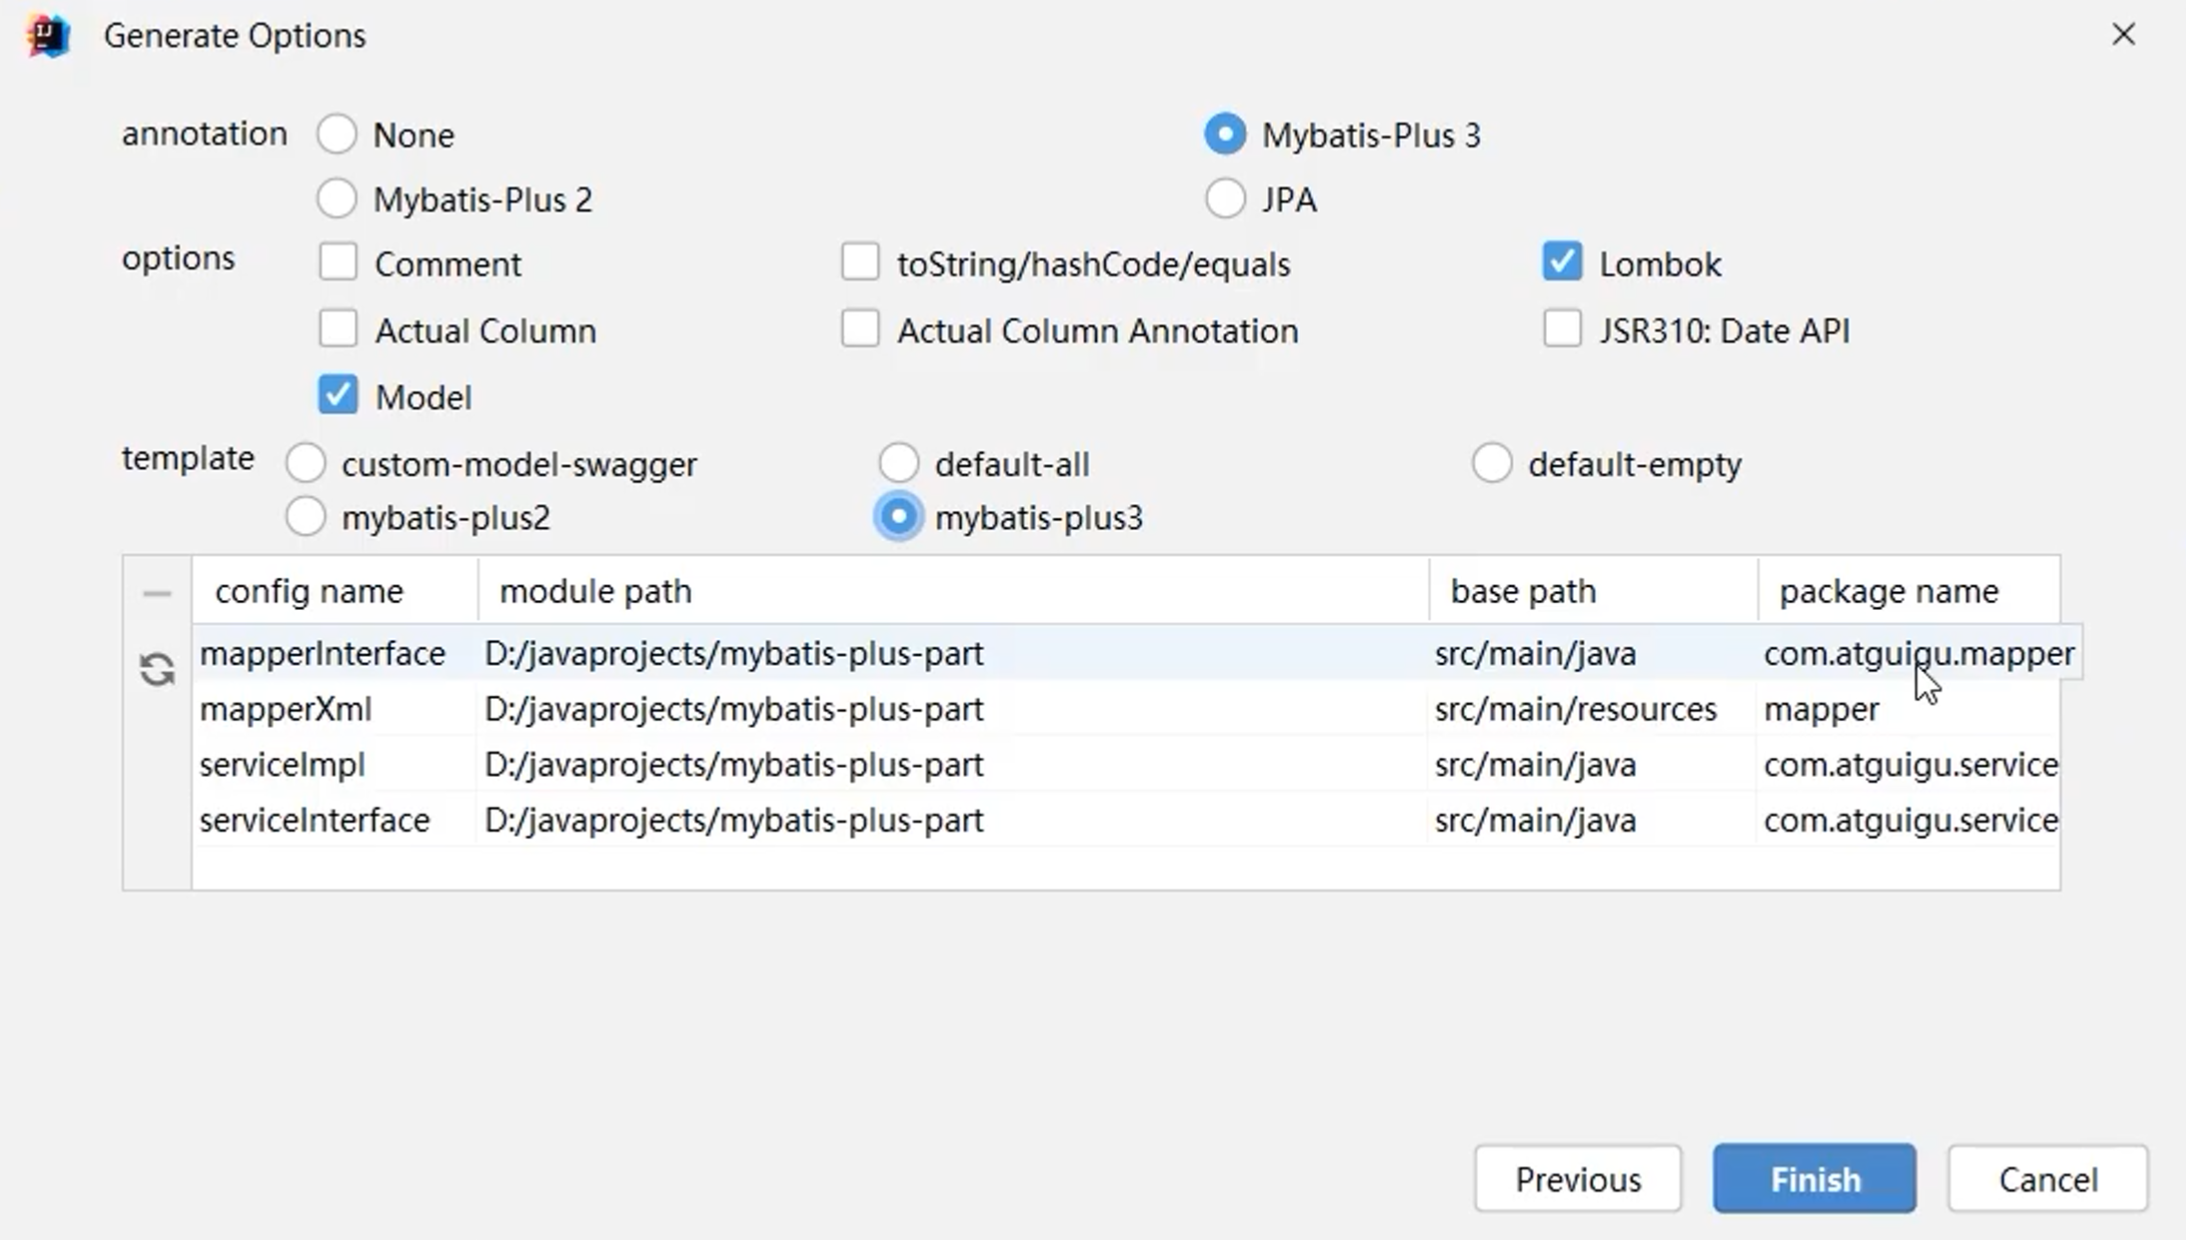 Generate Options
annotation None Mybatis-Plus 3
Mybatis-Plus 2 JPA
options Comment toString/hashCode/equals Lombok
Actual Column Actual Column Annotation JSR310: Date API
Model
template custom-model-swagger default-all default-empty
mybatis-plus2 mybatis-plus3
config name module path base path package name
mapperInterface D:/javaprojects/mybatis-plus-part src/main/java com.atguigu.mapper
mapperXml D:/javaprojects/mybatis-plus-part src/main/resources mapper
serviceImpl D:/javaprojects/mybatis-plus-part src/main/java com.atguigu.service
serviceInterface D:/javaprojects/mybatis-plus-part src/main/java com.atguigu.service
Previous Finish Cancel